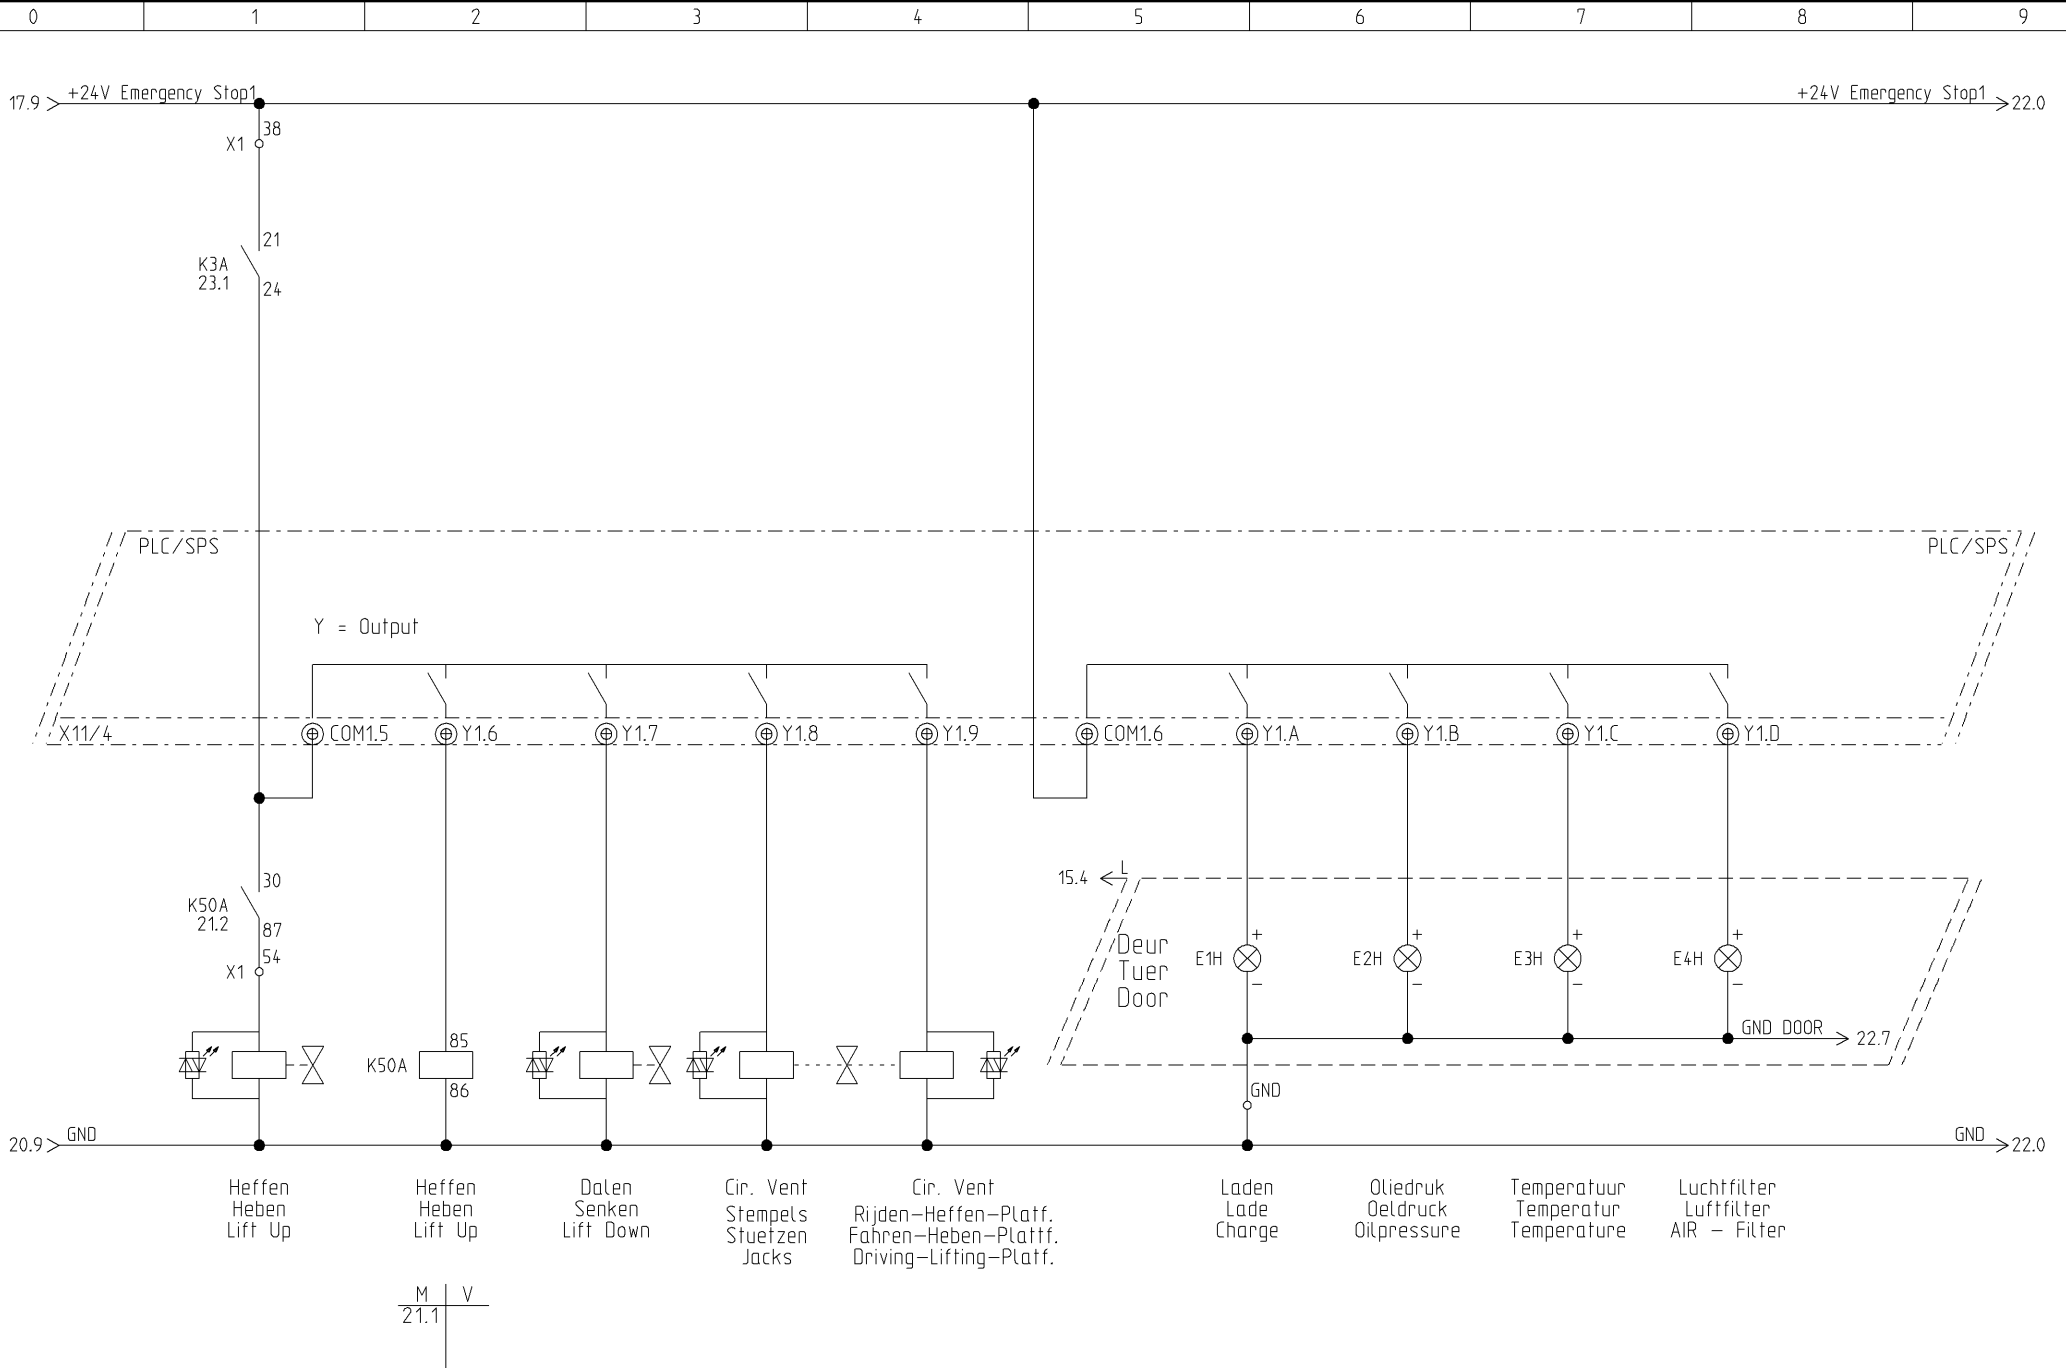 0 1 2 3 4 5 6 7 8 9
17.9 +24V Emergency Stop1 +24V Emergency Stop1 22.0
38
X1
21
K3A
23.1
24
PLC/SPS PLC/SPS
Y = Output
X11/4 COM1.5 Y1.6 Y1.7 Y1.8 Y1.9 COM1.6 Y1.A Y1.B Y1.C Y1.D
15.4 L
30
K50A
21.2
87
54
X1
Deur
Tuer
Door
+ + + +
E1H E2H E3H E4H
− − − −
GND DOOR 22.7
85
K50A
86
GND
20.9 GND GND 22.0
Heffen
Heben
Lift Up
Heffen
Heben
Lift Up
Dalen
Senken
Lift Down
Cir. Vent
Stempels
Stuetzen
Jacks
Cir. Vent
Rijden-Heffen-Platf.
Fahren-Heben-Plattf.
Driving-Lifting-Platf.
Laden
Lade
Charge
Oliedruk
Oeldruck
Oilpressure
Temperatuur
Temperatur
Temperature
Luchtfilter
Luftfilter
AIR - Filter
M V
21.1